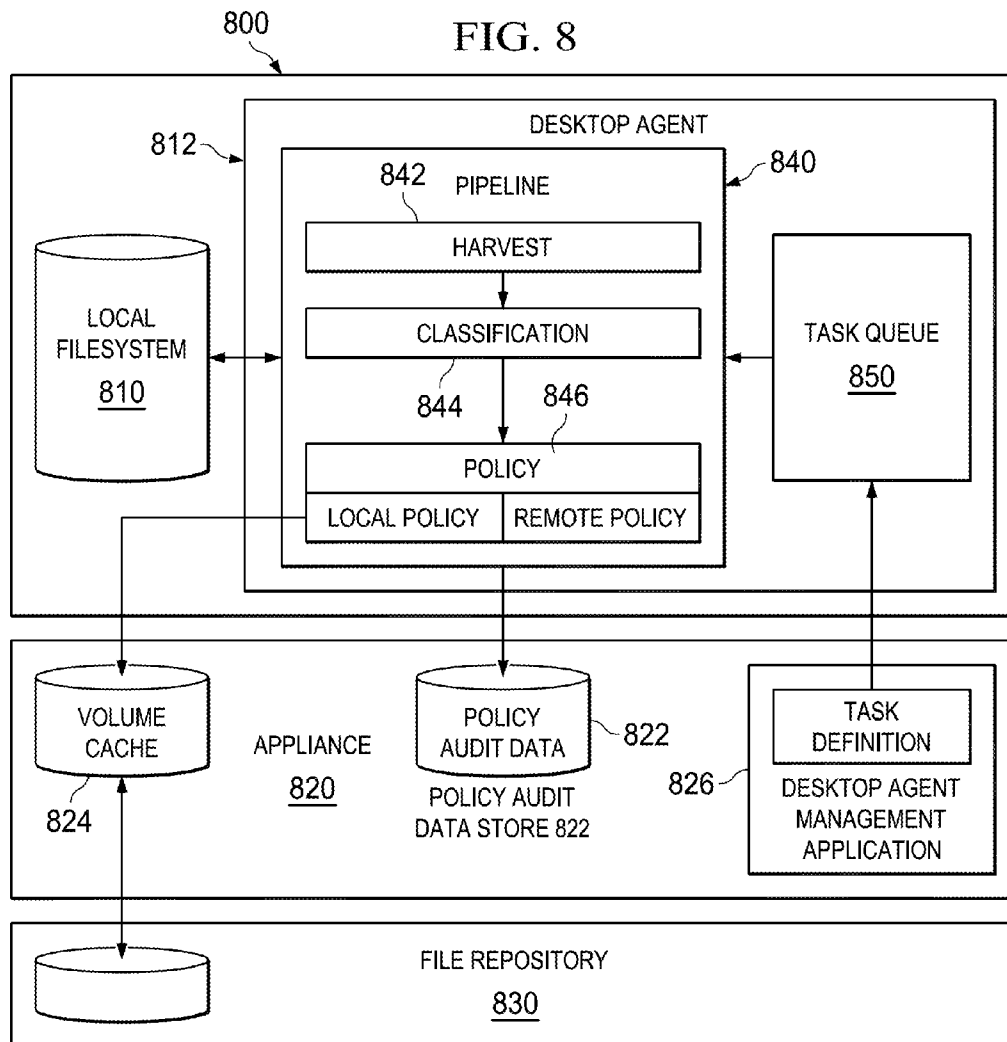 FIG. 8
800
DESKTOP AGENT
812
840
PIPELINE
842
HARVEST
CLASSIFICATION
844
846
POLICY
LOCAL POLICY
REMOTE POLICY
LOCAL
FILESYSTEM
810
TASK QUEUE
850
VOLUME
CACHE
824
APPLIANCE
820
POLICY
AUDIT DATA
822
POLICY AUDIT
DATA STORE 822
826
TASK
DEFINITION
DESKTOP AGENT
MANAGEMENT
APPLICATION
FILE REPOSITORY
830